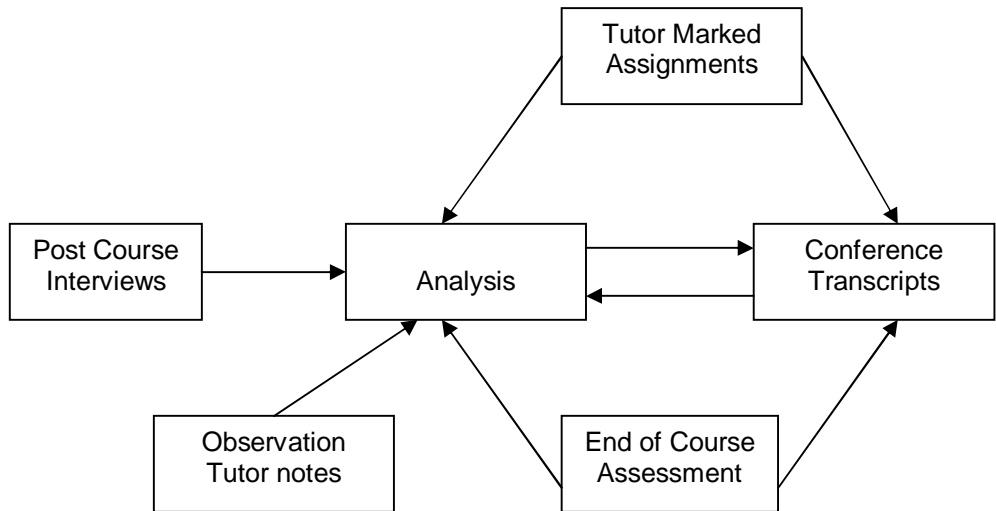 Tutor Marked
Assignments
Post Course
Interviews
Analysis
Conference
Transcripts
Observation
Tutor notes
End of Course
Assessment